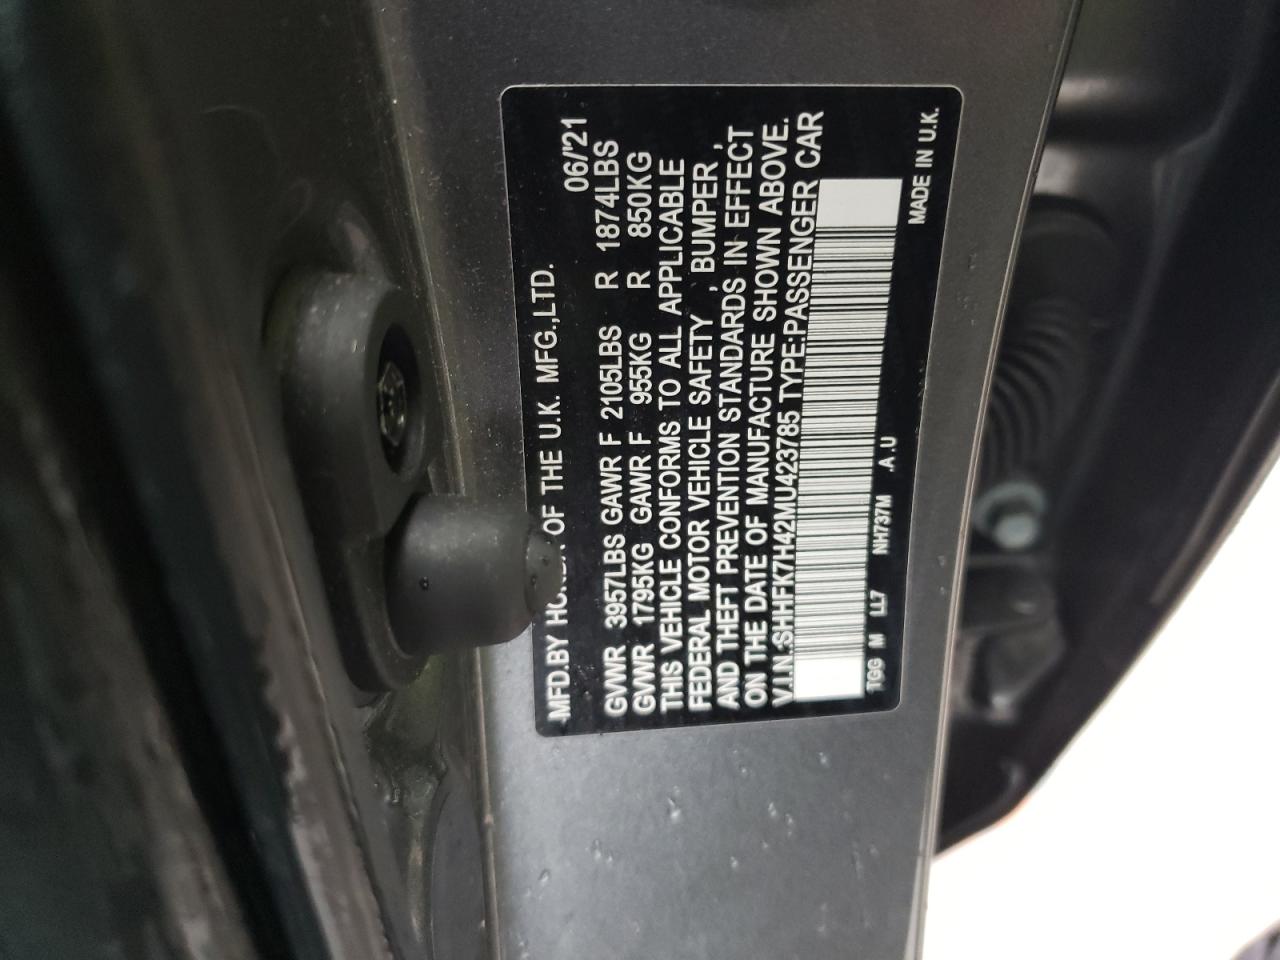 MFD.BY HONDA OF THE U.K. MFG.,LTD. 06/'21
GVWR 3957LBS GAWR F 2105LBS R 1874LBS
GVWR 1795KG GAWR F 955KG R 850KG
THIS VEHICLE CONFORMS TO ALL APPLICABLE
FEDERAL MOTOR VEHICLE SAFETY , BUMPER ,
AND THEFT PREVENTION STANDARDS IN EFFECT
ON THE DATE OF MANUFACTURE SHOWN ABOVE.
V.I.N.:SHHFK7H42MU423785 TYPE:PASSENGER CAR
TGG M LL7 NH737M .A.U MADE IN U.K.